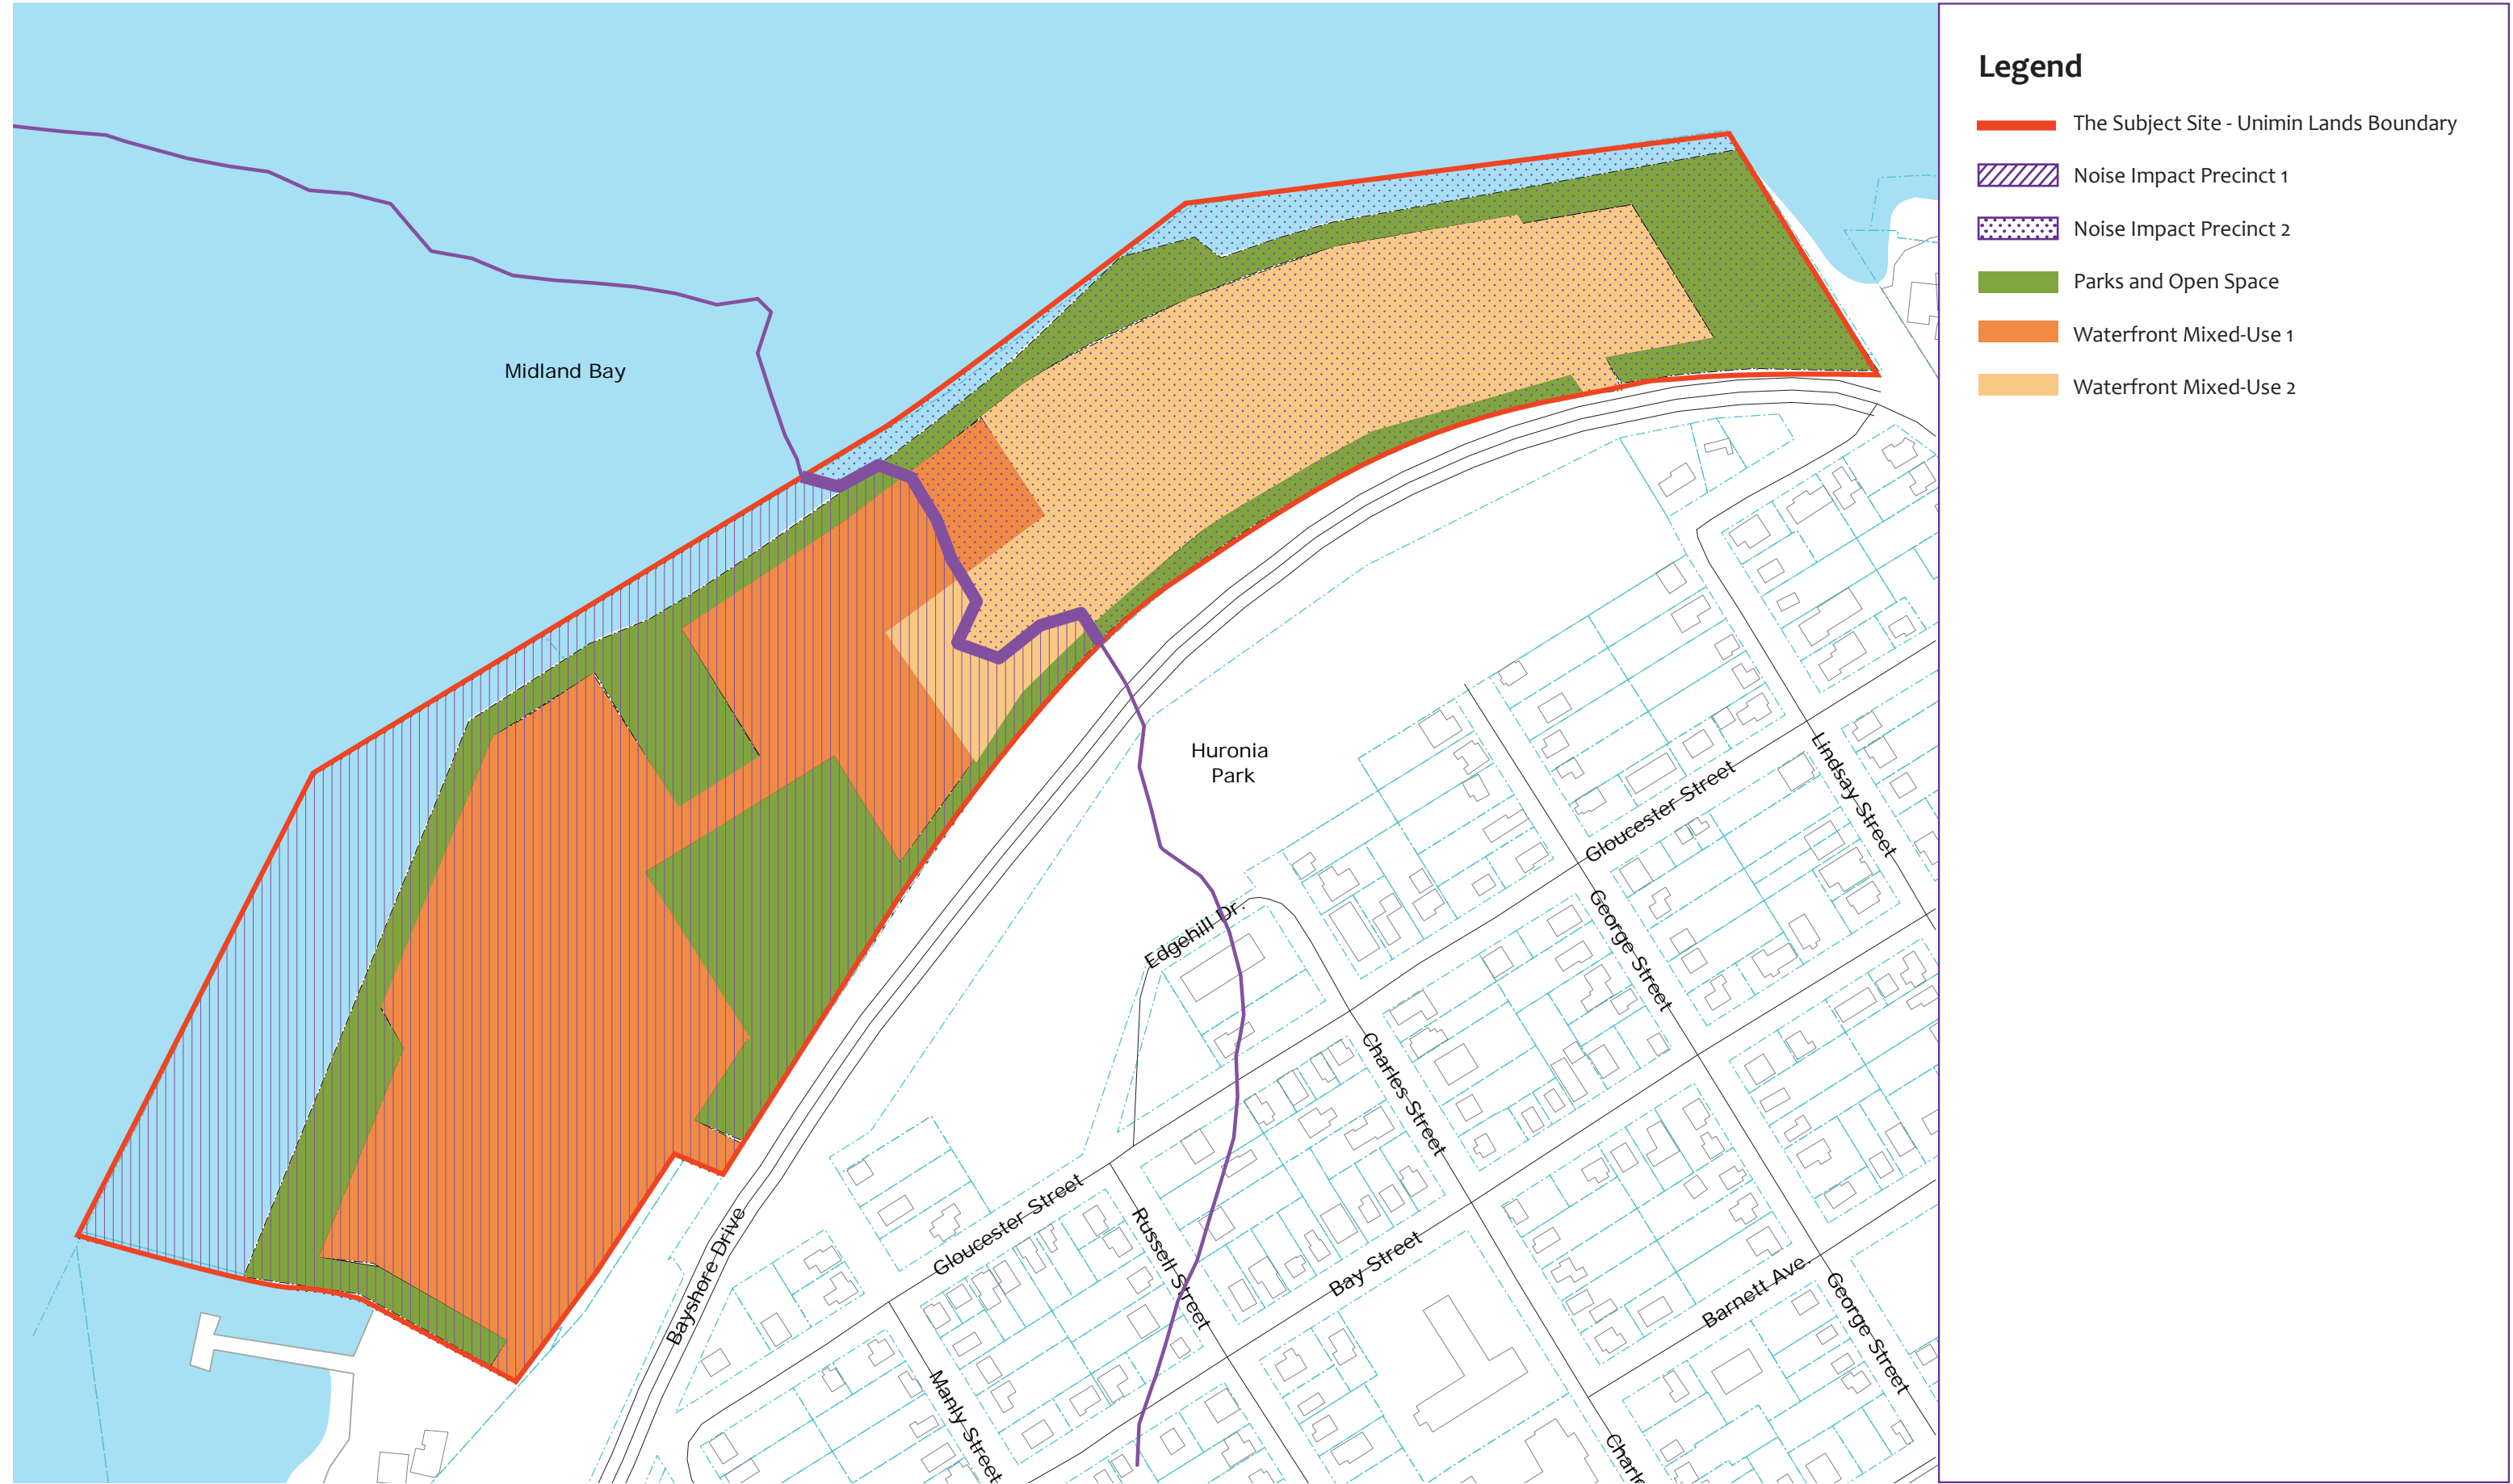 Legend
The Subject Site - Unimin Lands Boundary
Noise Impact Precinct 1
Noise Impact Precinct 2
Parks and Open Space
Waterfront Mixed-Use 1
Waterfront Mixed-Use 2
Midland Bay
Huronia
Park
Lindsay Street
Gloucester Street
George Street
Edgehill Dr.
Charles Street
Gloucester Street
Russell Street
Bayshore Drive
Bay Street
Barnett Ave.
George Street
Manly Street
Charle